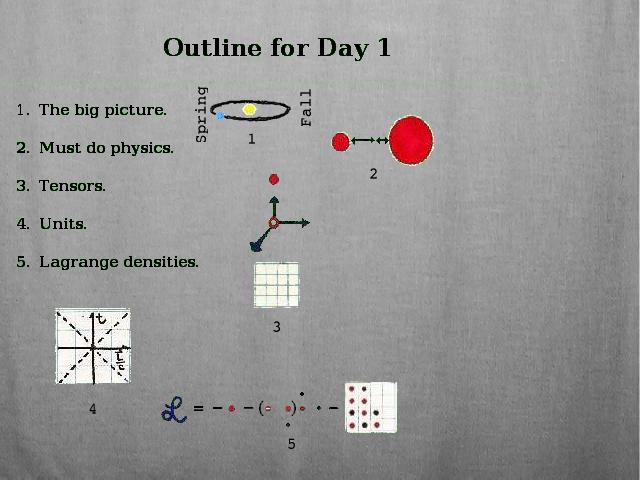 Outline for Day 1
1. The big picture.
2. Must do physics.
3. Tensors.
4. Units.
5. Lagrange densities.
Spring
Fall
1
2
3
t
4
ℒ = − − ( ) −
5